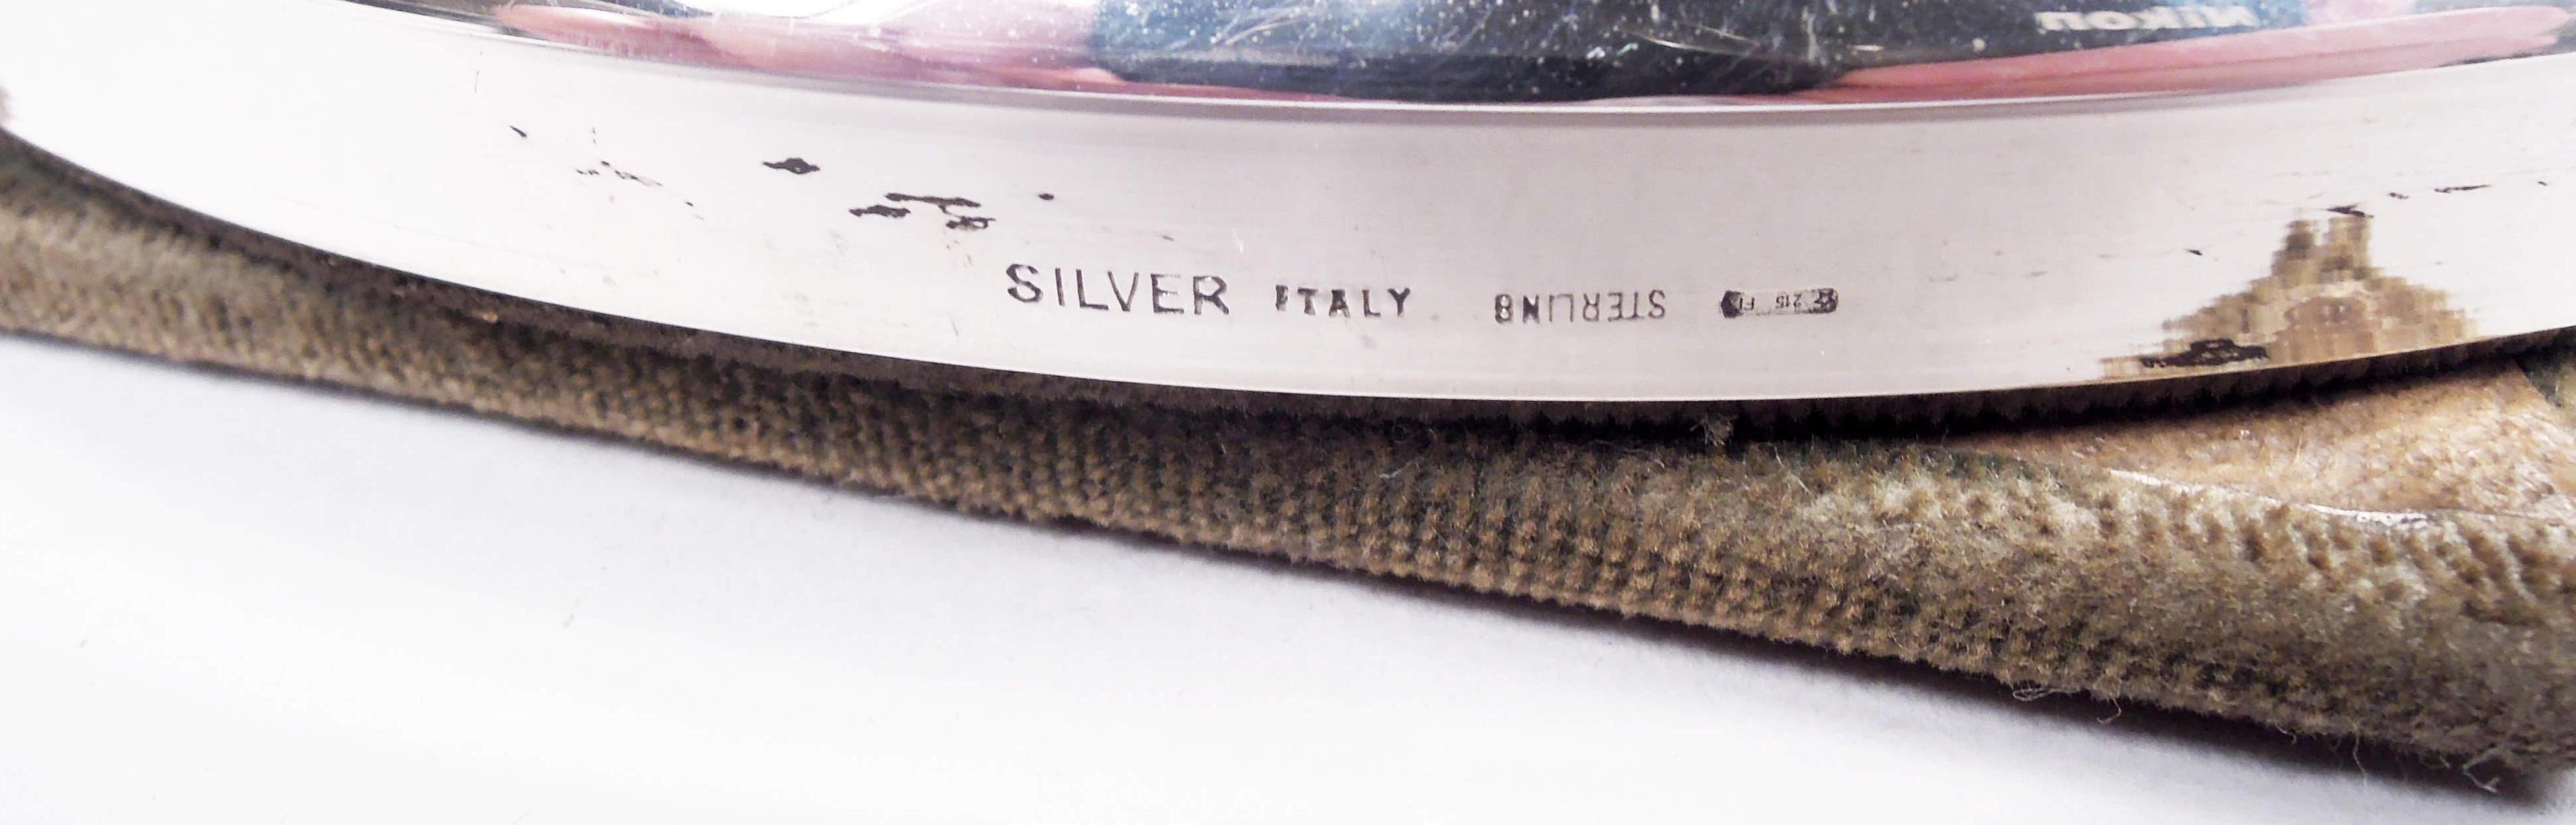 Nikon
SILVER ITALY STERLING 215 FI